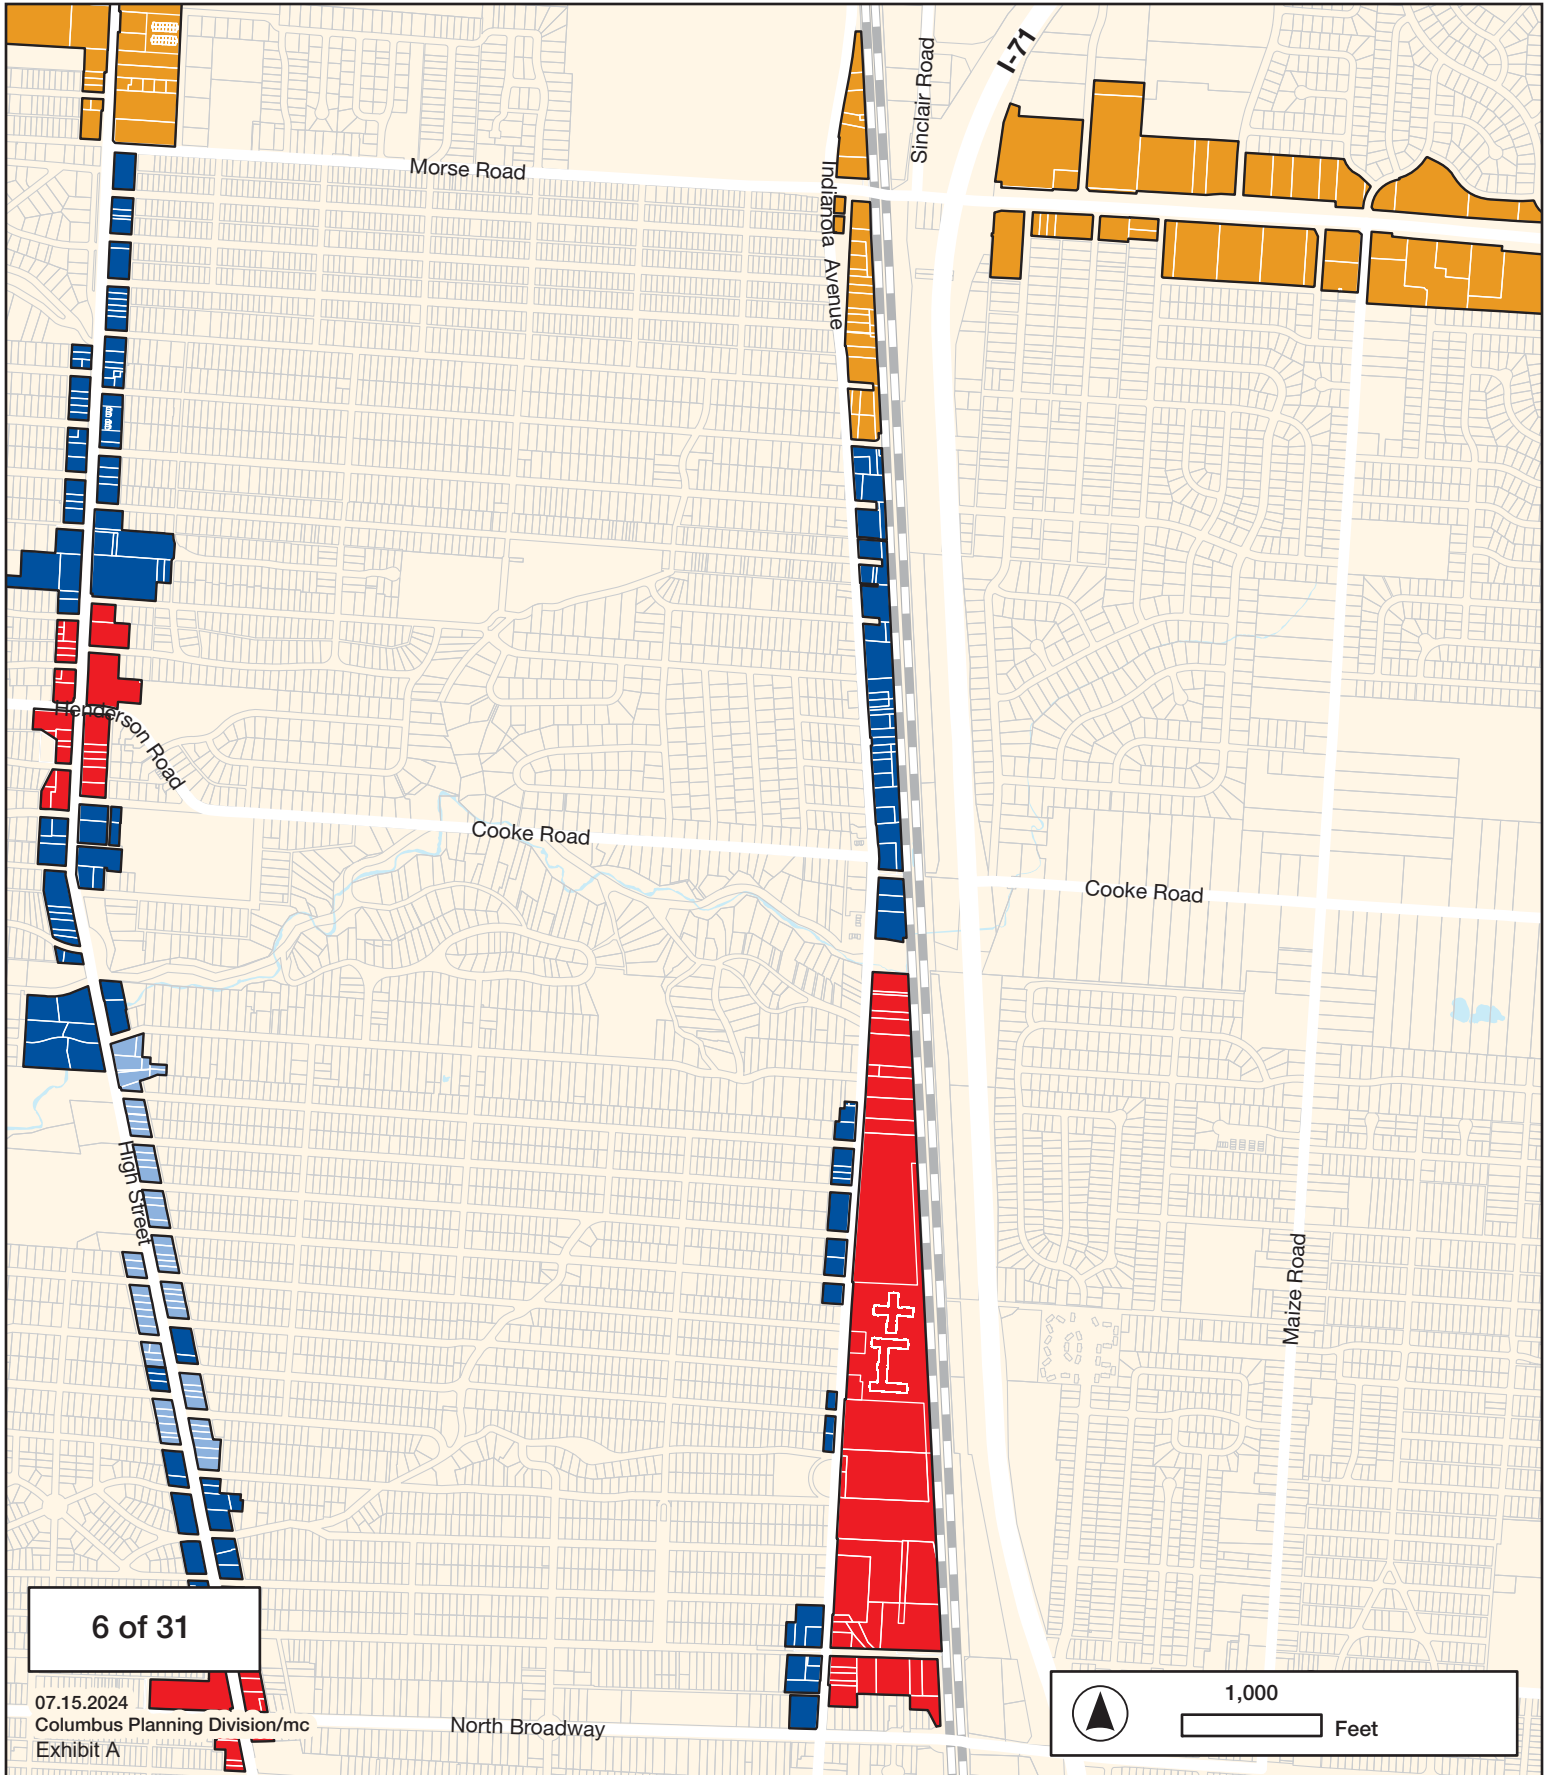 I-71
Sinclair Road
Morse Road
Indianola Avenue
Henderson Road
Cooke Road
Cooke Road
High Street
Maize Road
6 of 31
07.15.2024
Columbus Planning Division/mc
Exhibit A
North Broadway
1,000
Feet